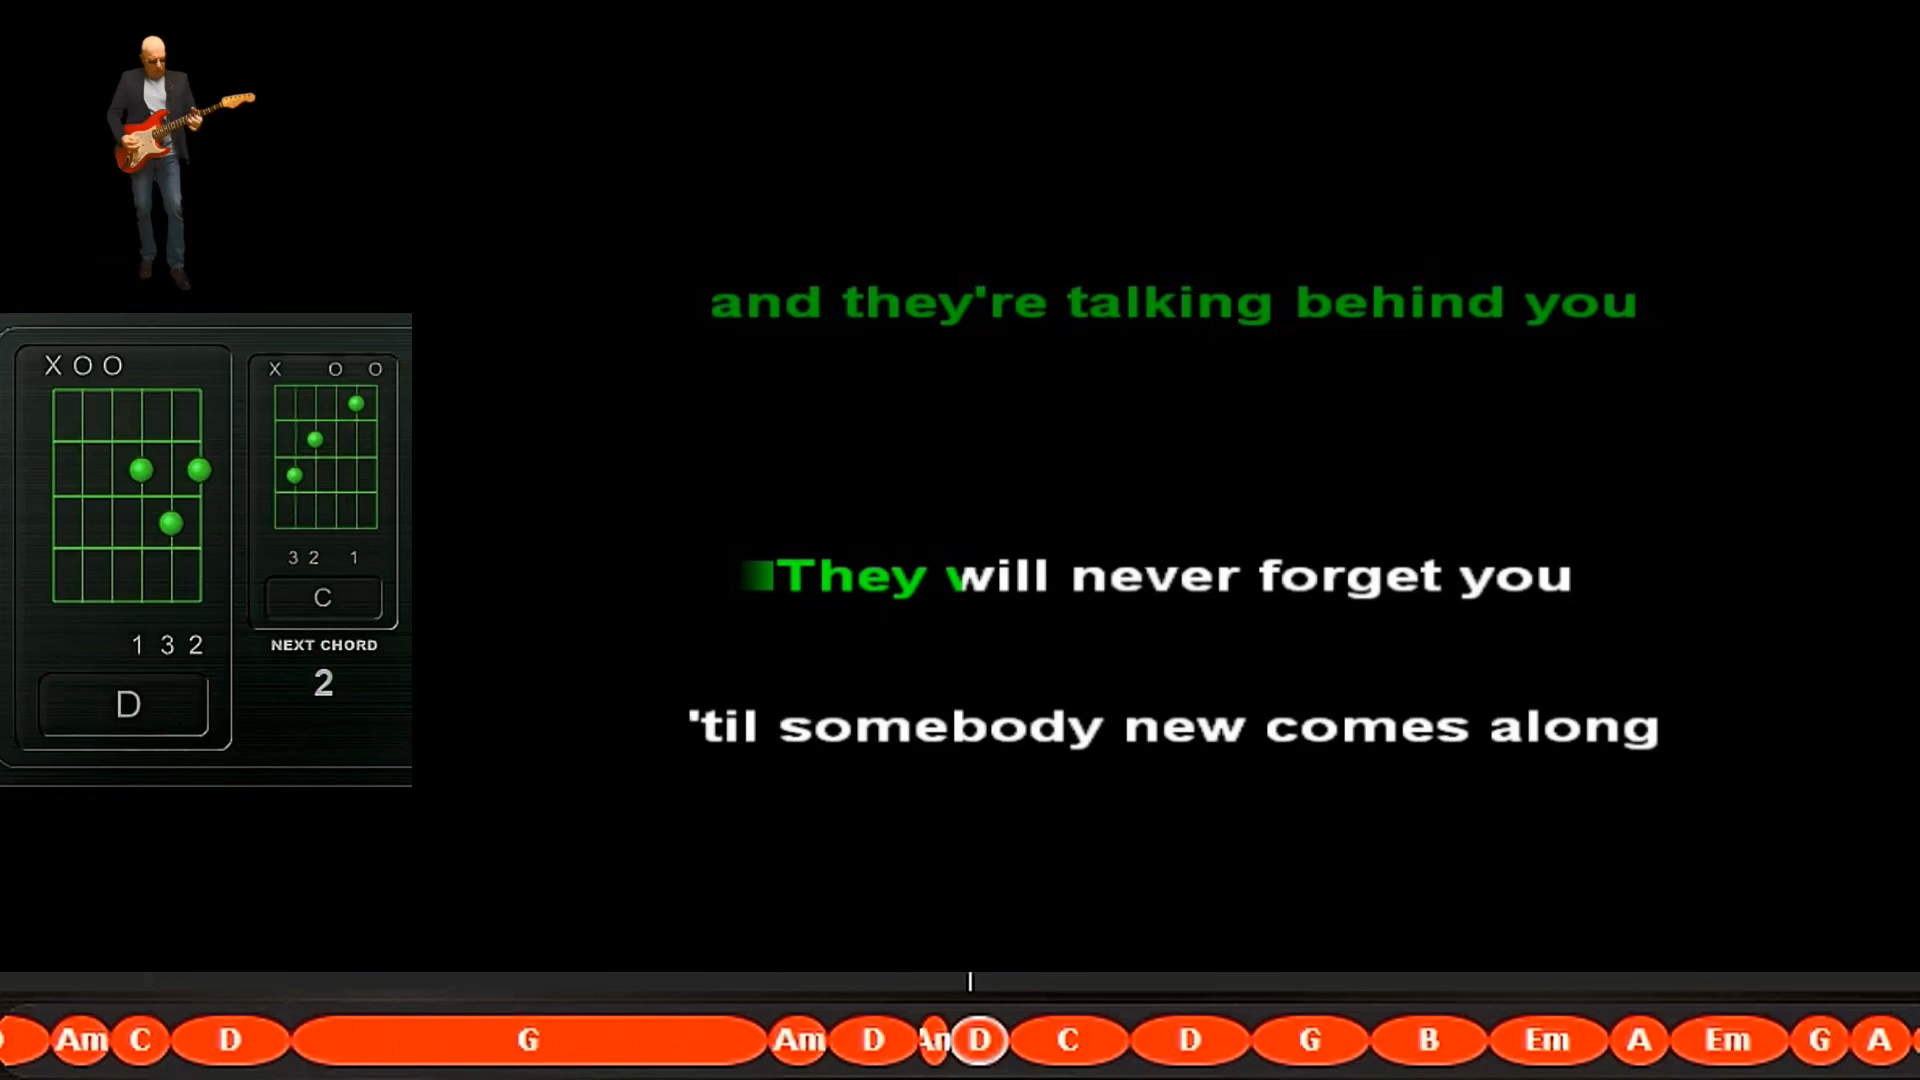 and they're talking behind you
X O O
X O O
They will never forget you
3 2 1
C
1 3 2
NEXT CHORD
2
D
'til somebody new comes along
Am C D G Am D Am D C D G B Em A Em G A